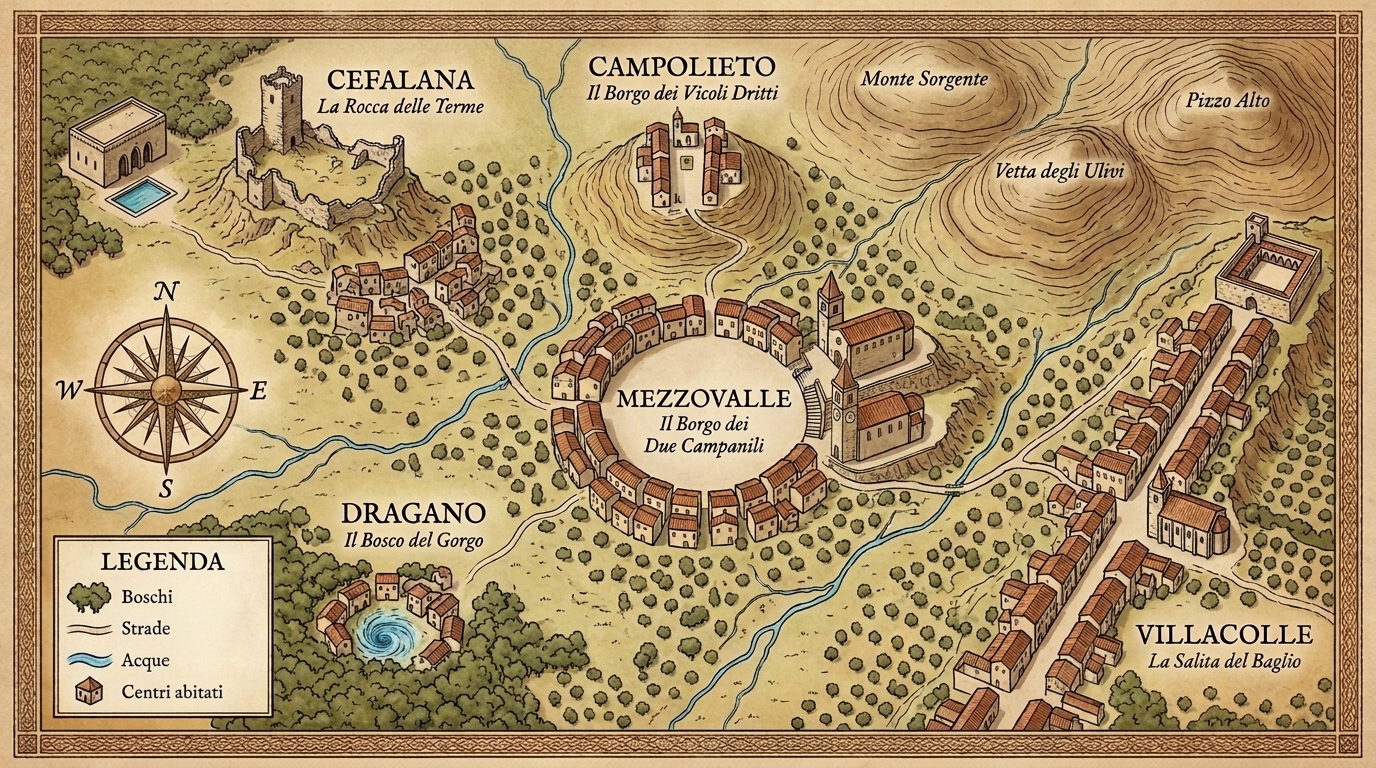 CEFALANA
La Rocca delle Terme
CAMPOLIETO
Il Borgo dei Vicoli Dritti
Monte Sorgente
Pizzo Alto
Vetta degli Ulivi
N
W
E
S
MEZZOVALLE
Il Borgo dei
Due Campanili
DRAGANO
Il Bosco del Gorgo
VILLACOLLE
La Salita del Baglio
LEGENDA
Boschi
Strade
Acque
Centri abitati